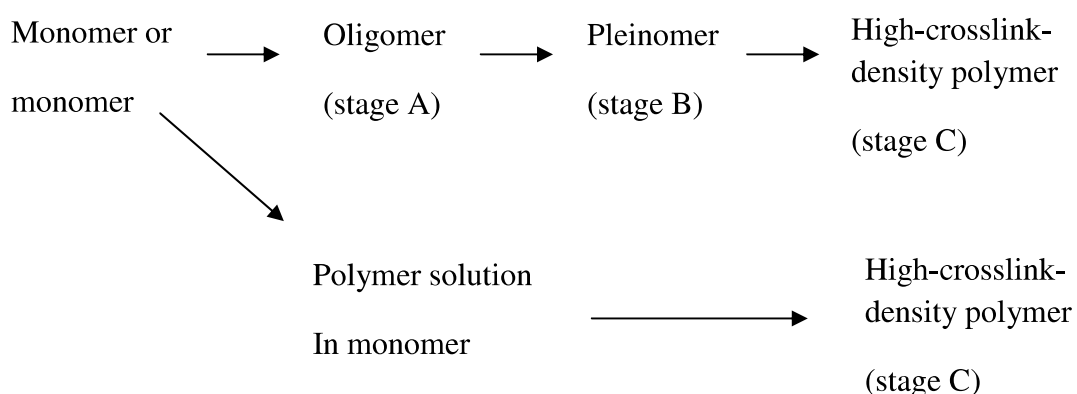 Monomer or
monomer
Oligomer
(stage A)
Pleinomer
(stage B)
High-crosslink-
density polymer
(stage C)
Polymer solution
In monomer
High-crosslink-
density polymer
(stage C)